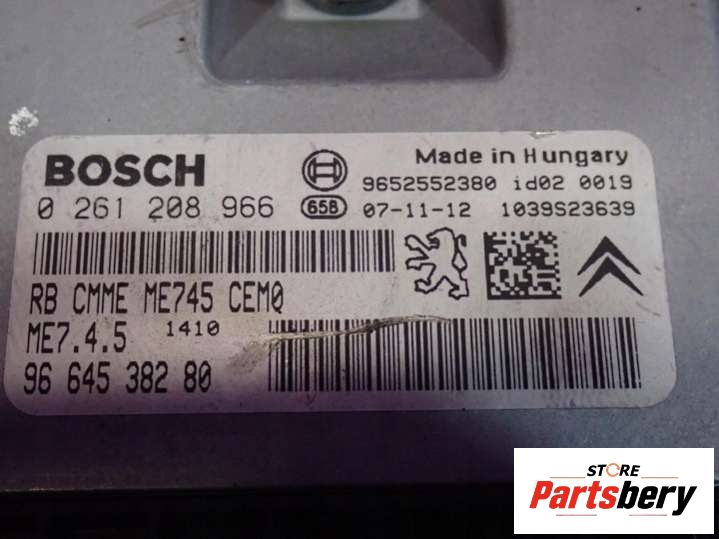 BOSCH
Made in Hungary
9652552380 id02 0019
0 261 208 966 65B 07-11-12 1039S23639
RB CMME ME745 CEMQ
ME7.4.5 1410
96 645 382 80
STORE
Partsbery